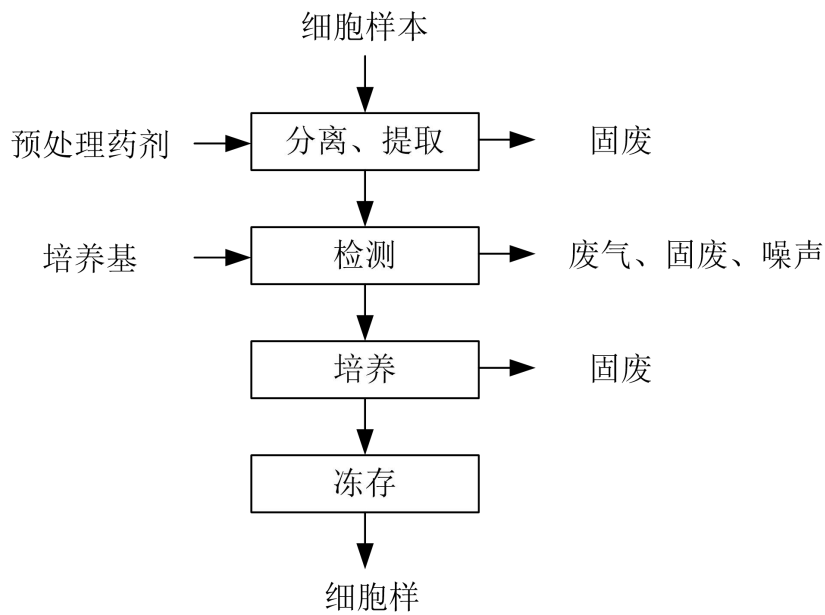 细胞样本
预处理药剂
分离、提取
固废
培养基
检测
废气、固废、噪声
培养
固废
冻存
细胞样